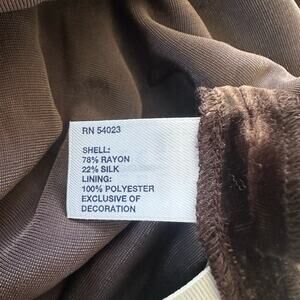 RN 54023
SHELL:
78% RAYON
22% SILK
LINING:
100% POLYESTER
EXCLUSIVE OF
DECORATION